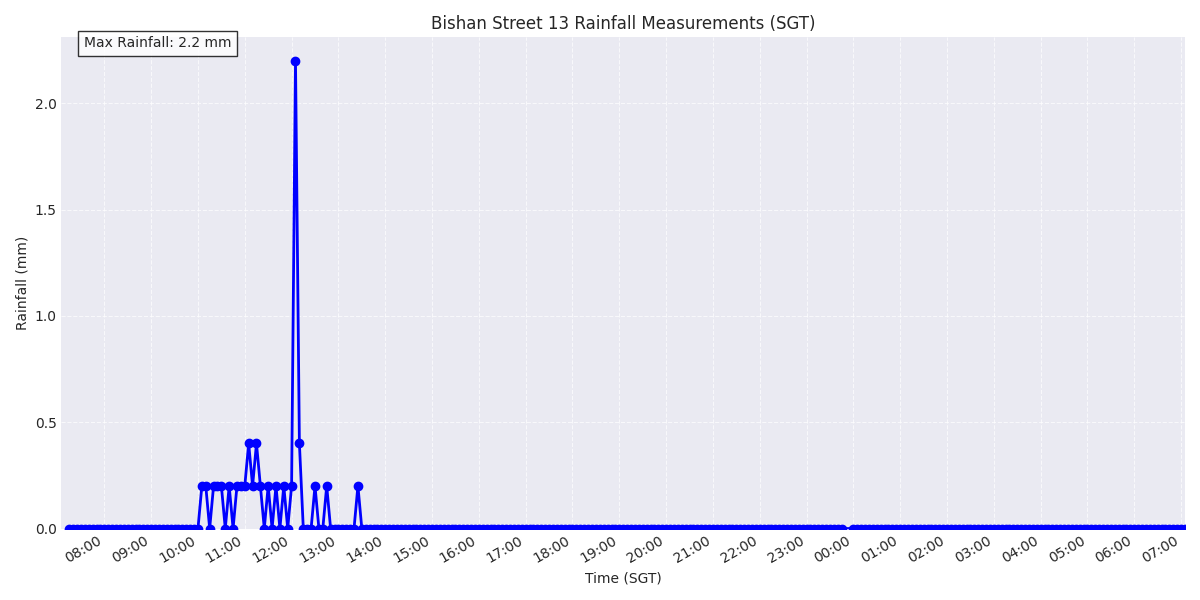 Bishan Street 13 Rainfall Measurements (SGT)
Max Rainfall: 2.2 mm
Rainfall (mm)
2.0
1.5
1.0
0.5
0.0
08:00 09:00 10:00 11:00 12:00 13:00 14:00 15:00 16:00 17:00 18:00 19:00 20:00 21:00 22:00 23:00 00:00 01:00 02:00 03:00 04:00 05:00 06:00 07:00
Time (SGT)